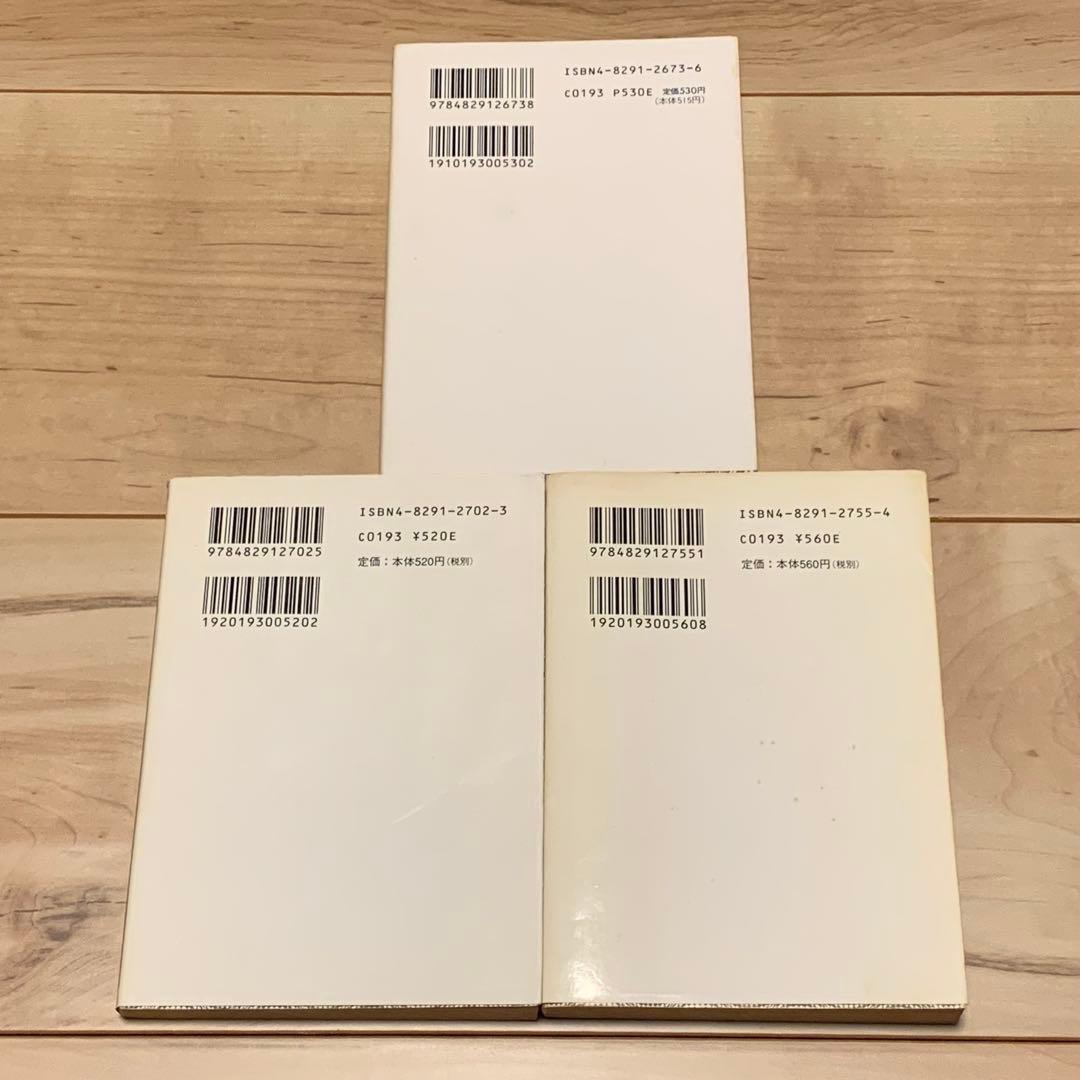 ISBN4-8291-2673-6
9784829126738
C0193 P530E 定価530円
(本体515円)
1910193005302
ISBN4-8291-2702-3
9784829127025
C0193 ¥520E
定価：本体520円(税別)
1920193005202
ISBN4-8291-2755-4
9784829127551
C0193 ¥560E
定価：本体560円(税別)
1920193005608